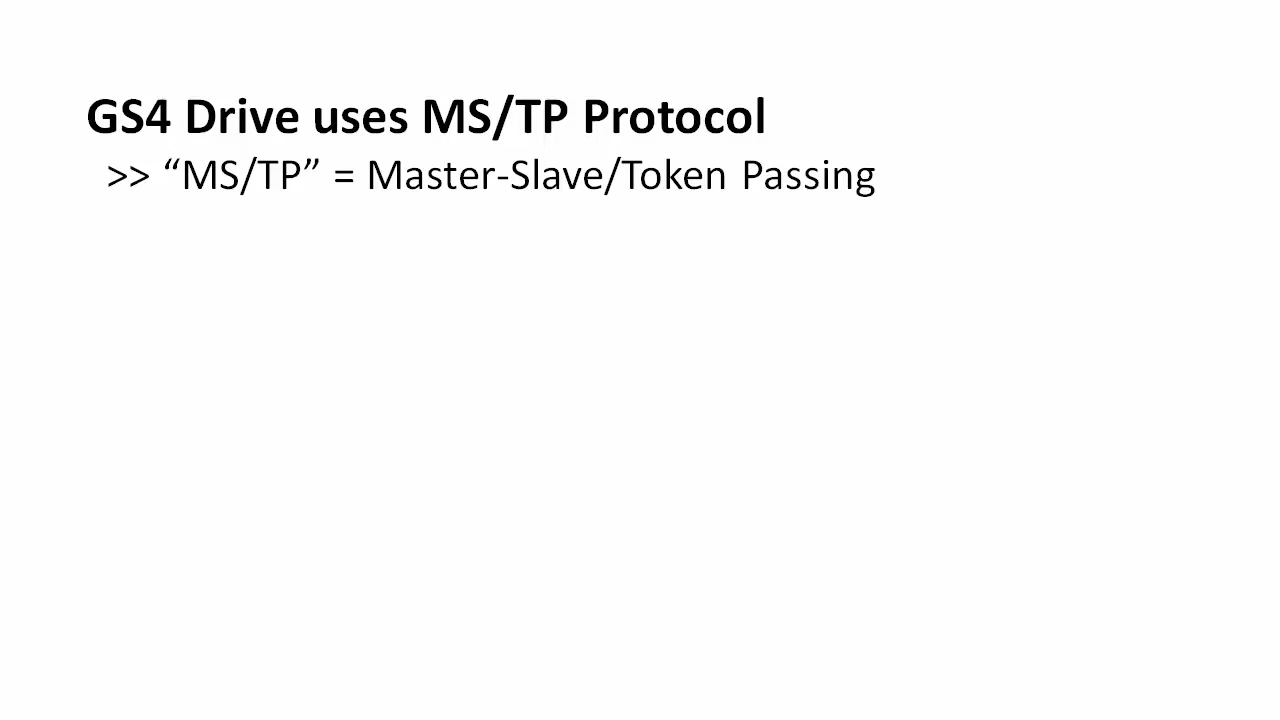 GS4 Drive uses MS/TP Protocol
>> “MS/TP” = Master-Slave/Token Passing